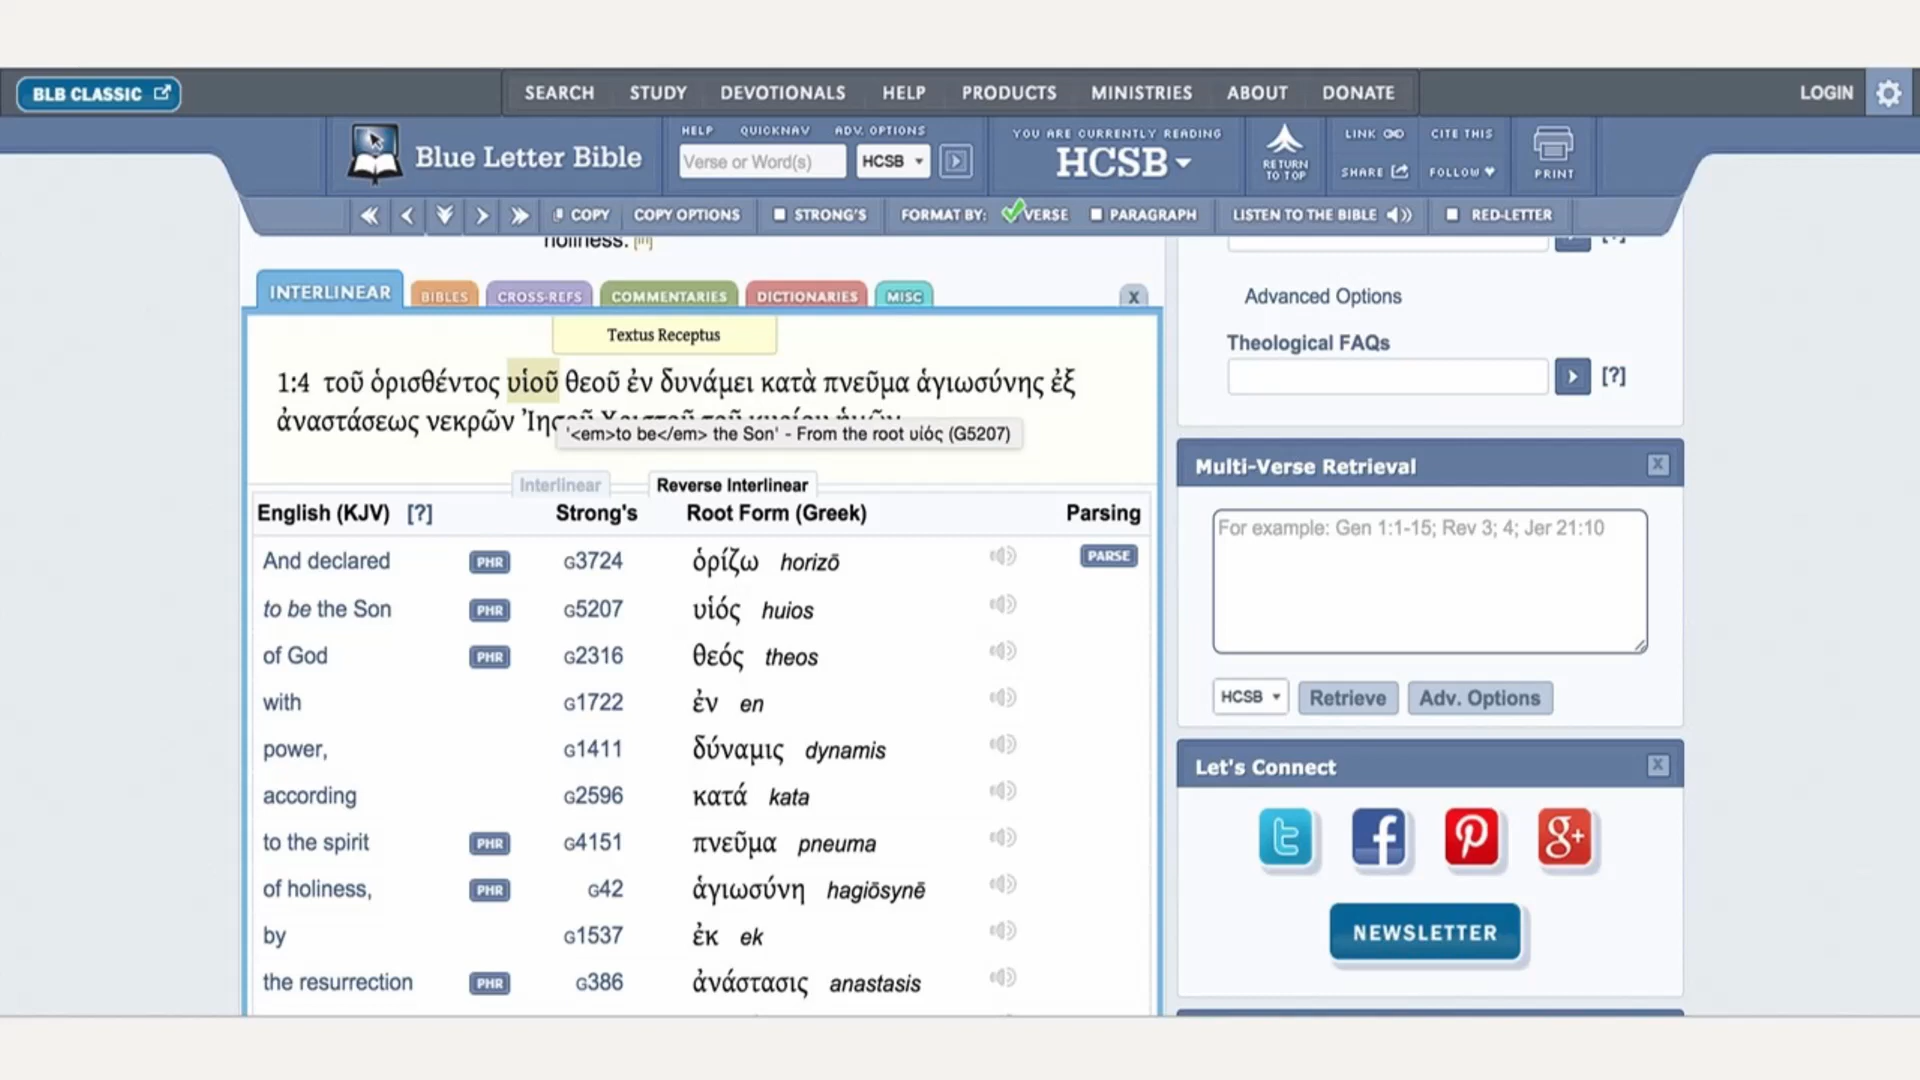 BLB CLASSIC
SEARCH STUDY DEVOTIONALS HELP PRODUCTS MINISTRIES ABOUT DONATE
LOGIN
Blue Letter Bible
HELP QUICKNAV ADV. OPTIONS
Verse or Word(s) HCSB
YOU ARE CURRENTLY READING
HCSB
RETURN
TO TOP
LINK CITE THIS
SHARE FOLLOW
PRINT
COPY COPY OPTIONS STRONG'S FORMAT BY: VERSE PARAGRAPH LISTEN TO THE BIBLE RED-LETTER
holiness.
INTERLINEAR BIBLES CROSS-REFS COMMENTARIES DICTIONARIES MISC X
Textus Receptus
1:4 τοῦ ὁρισθέντος υἱοῦ θεοῦ ἐν δυνάμει κατὰ πνεῦμα ἁγιωσύνης ἐξ
ἀναστάσεως νεκρῶν Ἰησοῦ Χριστοῦ τοῦ κυρίου ἡμῶν
'<em>to be</em> the Son' - From the root υἱός (G5207)
Interlinear Reverse Interlinear
English (KJV) [?] Strong's Root Form (Greek) Parsing
And declared PHR G3724 ὁρίζω horizō PARSE
to be the Son PHR G5207 υἱός huios
of God PHR G2316 θεός theos
with G1722 ἐν en
power, G1411 δύναμις dynamis
according G2596 κατά kata
to the spirit PHR G4151 πνεῦμα pneuma
of holiness, PHR G42 ἁγιωσύνη hagiōsynē
by G1537 ἐκ ek
the resurrection PHR G386 ἀνάστασις anastasis
Advanced Options
Theological FAQs
[?]
Multi-Verse Retrieval X
For example: Gen 1:1-15; Rev 3; 4; Jer 21:10
HCSB Retrieve Adv. Options
Let's Connect X
t f P g+
NEWSLETTER